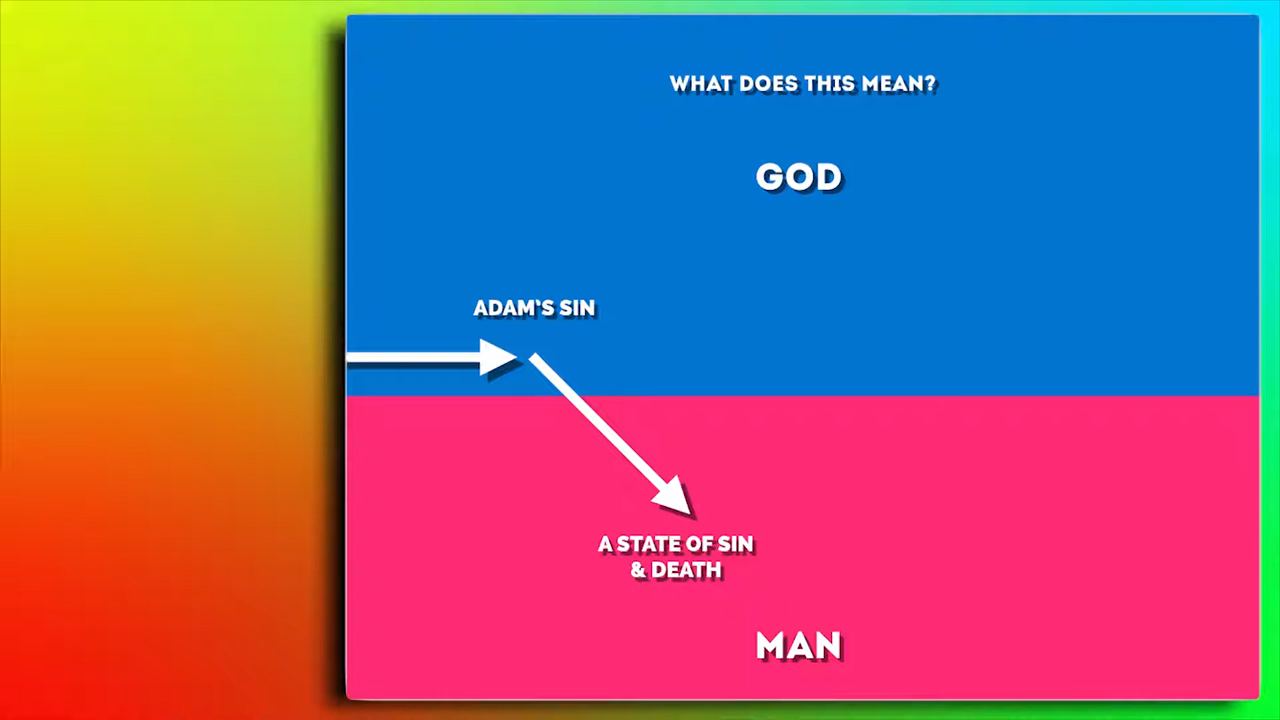 WHAT DOES THIS MEAN?
GOD
ADAM'S SIN
A STATE OF SIN
& DEATH
MAN